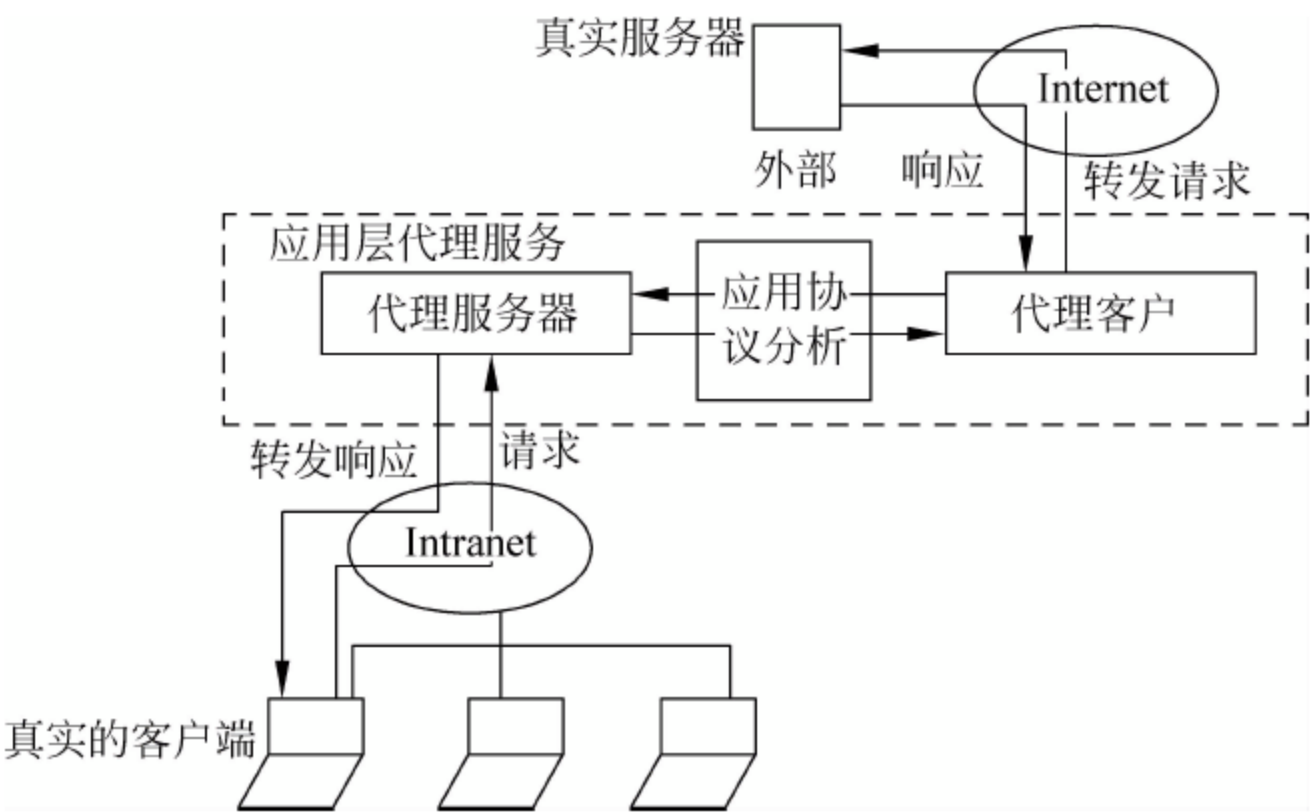 真实服务器
Internet
外部
响应
转发请求
应用层代理服务
代理服务器
应用协
议分析
代理客户
转发响应
请求
Intranet
真实的客户端